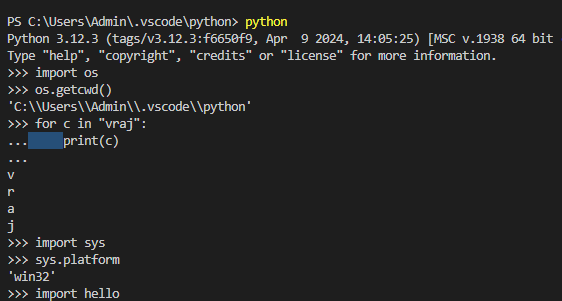 PS C:\Users\Admin\.vscode\python> python
Python 3.12.3 (tags/v3.12.3:f6650f9, Apr  9 2024, 14:05:25) [MSC v.1938 64 bit
Type "help", "copyright", "credits" or "license" for more information.
>>> import os
>>> os.getcwd()
'C:\\Users\\Admin\\.vscode\\python'
>>> for c in "vraj":
...     print(c)
...
v
r
a
j
>>> import sys
>>> sys.platform
'win32'
>>> import hello